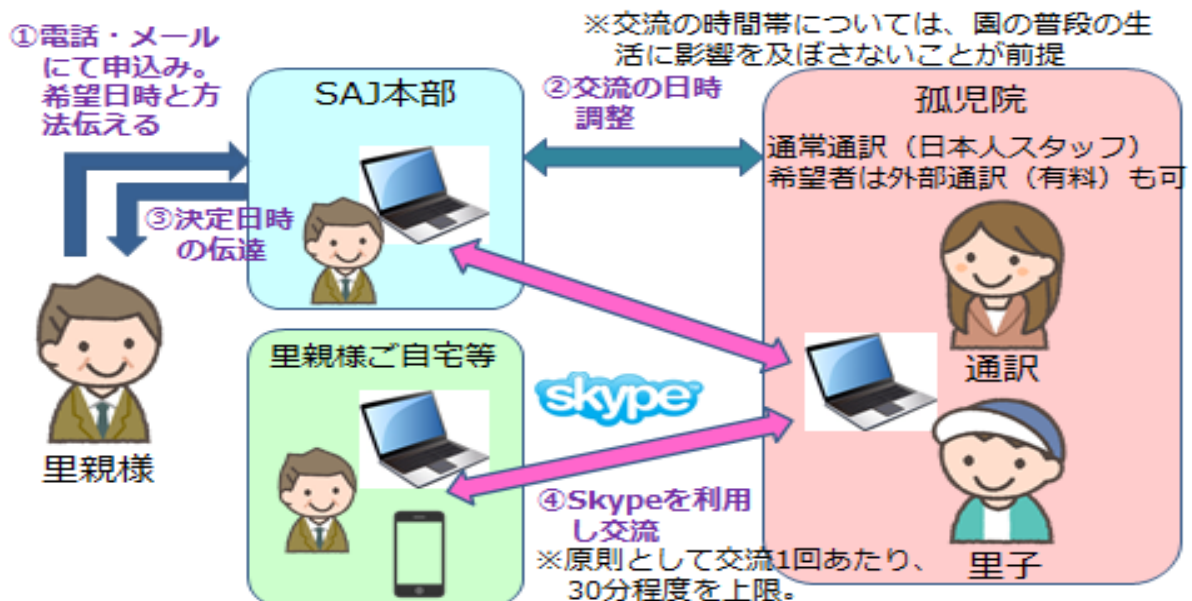 ①電話・メール
にて申込み。
希望日時と方
法伝える
SAJ本部
③決定日時
の伝達
里親様
②交流の日時
調整
※交流の時間帯については、園の普段の生
活に影響を及ぼさないことが前提
孤児院
通常通訳（日本人スタッフ）
希望者は外部通訳（有料）も可
通訳
里子
里親様ご自宅等
skype
④Skypeを利用
し交流
※原則として交流1回あたり、
30分程度を上限。